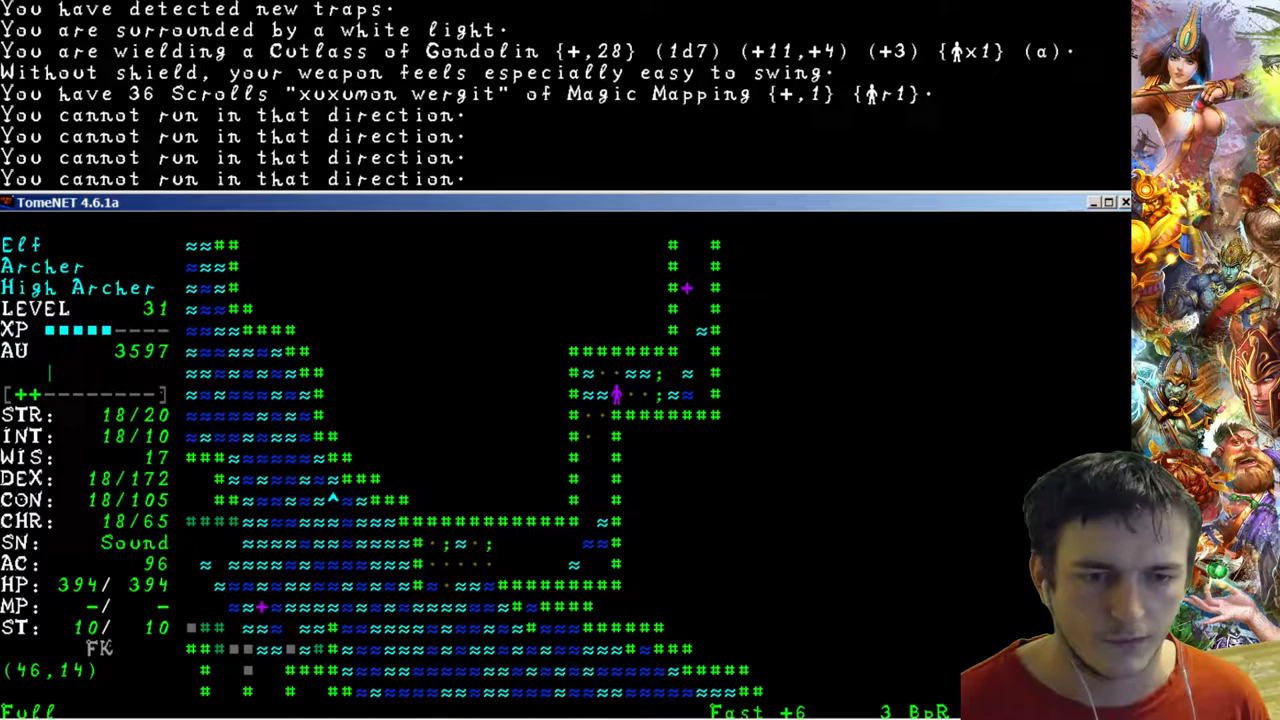 You have detected new traps.
You are surrounded by a white light.
You are wielding a Cutlass of Gondolin {+,28} (1d7) (+11,+4) (+3) {x1} (a).
Without shield, your weapon feels especially easy to swing.
You have 36 Scrolls "xuxumon wergit" of Magic Mapping {+,1} {r1}.
You cannot run in that direction.
You cannot run in that direction.
You cannot run in that direction.
You cannot run in that direction.
TomeNET 4.6.1a
Elf
Archer
High Archer
LEVEL 31
XP
AU 3597
[++---------]
STR: 18/20
INT: 18/10
WIS: 17
DEX: 18/172
CON: 18/105
CHR: 18/65
SN: Sound
AC: 96
HP: 394/ 394
MP: -/ -
ST: 10/ 10
FK
(46,14)
Full
Fast +6
3 BpR